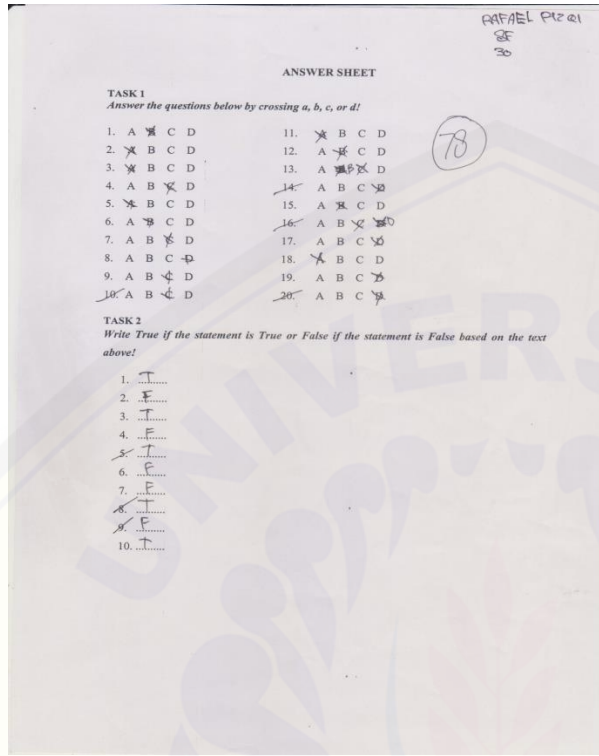 RAFAEL PIZQI
8F
30
ANSWER SHEET
TASK 1
Answer the questions below by crossing a, b, c, or d!
1. A B C D
2. A B C D
3. A B C D
4. A B C D
5. A B C D
6. A B C D
7. A B C D
8. A B C D
9. A B C D
10. A B C D
11. A B C D
12. A B C D
13. A B C D
14. A B C D
15. A B C D
16. A B C D
17. A B C D
18. A B C D
19. A B C D
20. A B C D
78
TASK 2
Write True if the statement is True or False if the statement is False based on the text
above!
1. T
2. F
3. T
4. F
5. T
6. F
7. F
8. T
9. F
10. T
UNIVERS